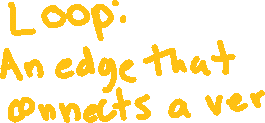 Loop:
An edge that
connects a ver